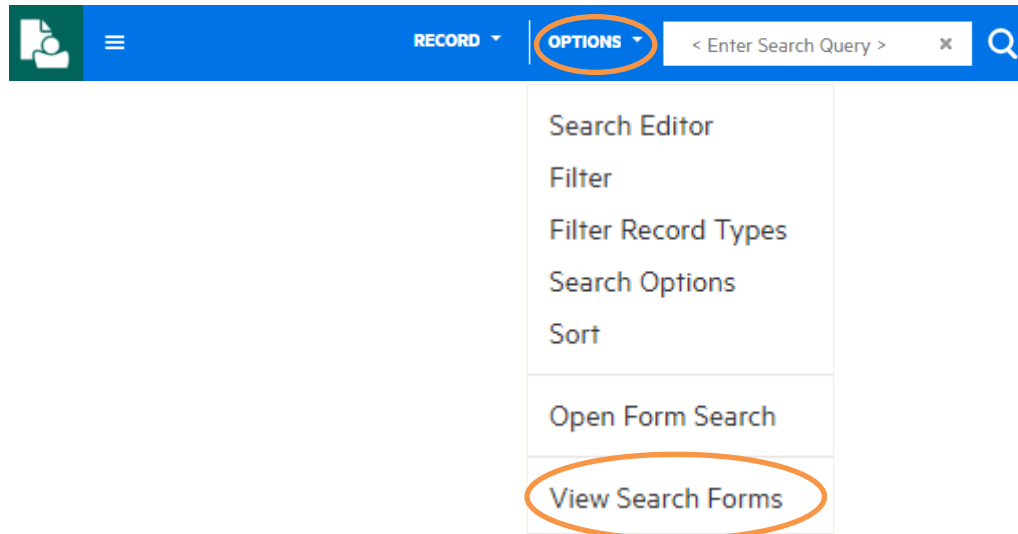 RECORD OPTIONS < Enter Search Query >
Search Editor
Filter
Filter Record Types
Search Options
Sort
Open Form Search
View Search Forms